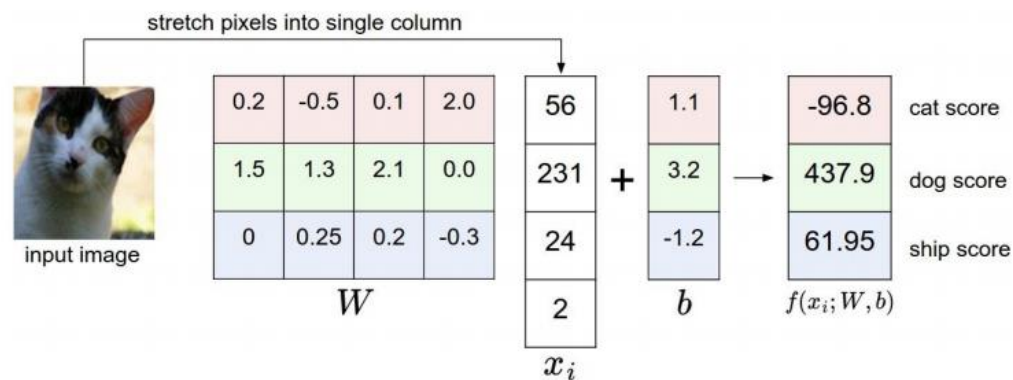 stretch pixels into single column
0.2 -0.5 0.1 2.0 56 1.1 -96.8 cat score
1.5 1.3 2.1 0.0 231 + 3.2 437.9 dog score
0 0.25 0.2 -0.3 24 -1.2 61.95 ship score
input image
W 2 b f(x_i; W, b)
x_i